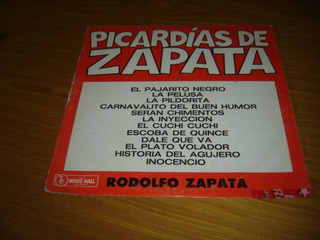 PICARDÍAS DE
ZAPATA
EL PAJARITO NEGRO
LA PELUSA
LA PILDORITA
CARNAVALITO DEL BUEN HUMOR
SERAN CHIMENTOS
LA INYECCION
EL CUCHI CUCHI
ESCOBA DE QUINCE
DALE QUE VA
EL PLATO VOLADOR
HISTORIA DEL AGUJERO
INOCENCIO
MUSIC-HALL
RODOLFO ZAPATA